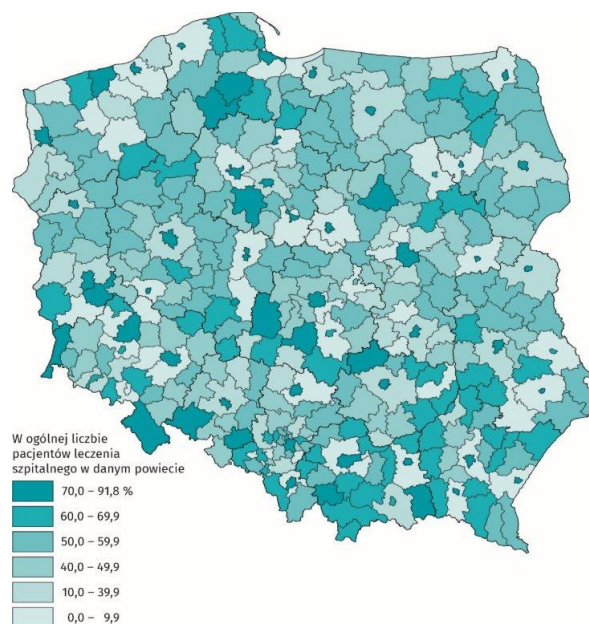 W ogólnej liczbie
pacjentów leczenia
szpitalnego w danym powiecie
70,0 – 91,8 %
60,0 – 69,9
50,0 – 59,9
40,0 – 49,9
10,0 – 39,9
0,0 – 9,9